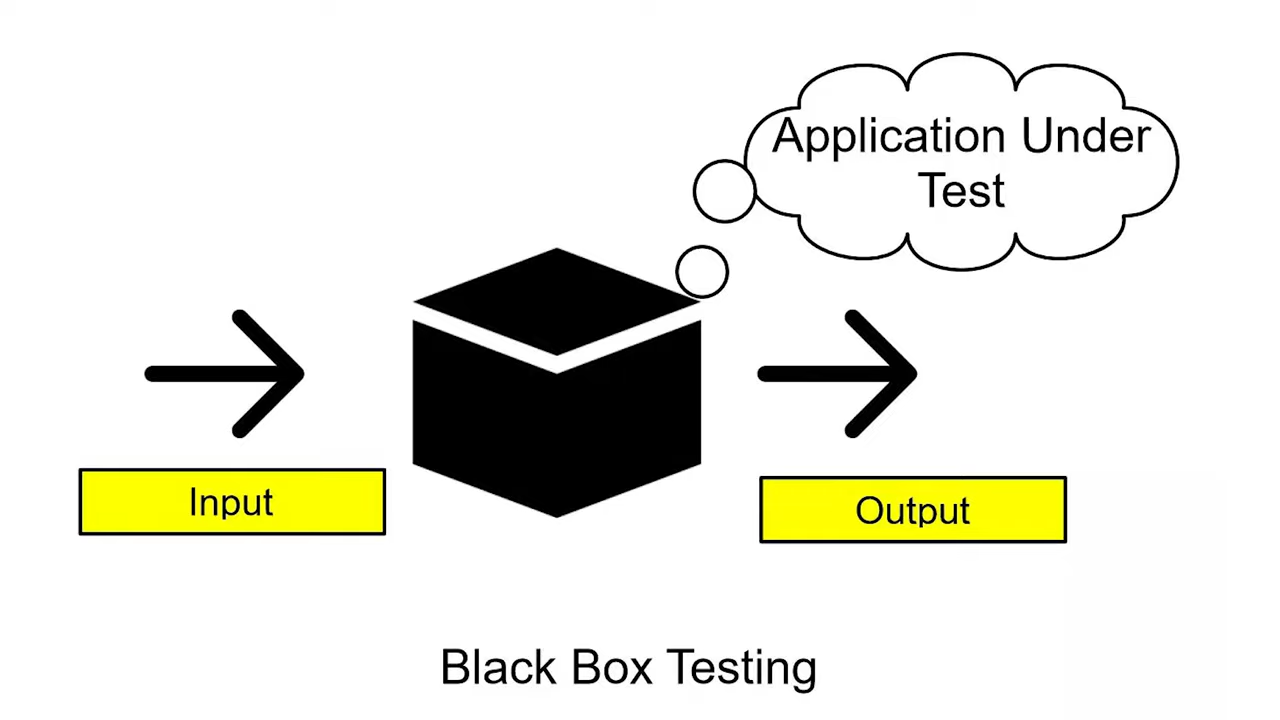 Application Under
Test
Input
Output
Black Box Testing